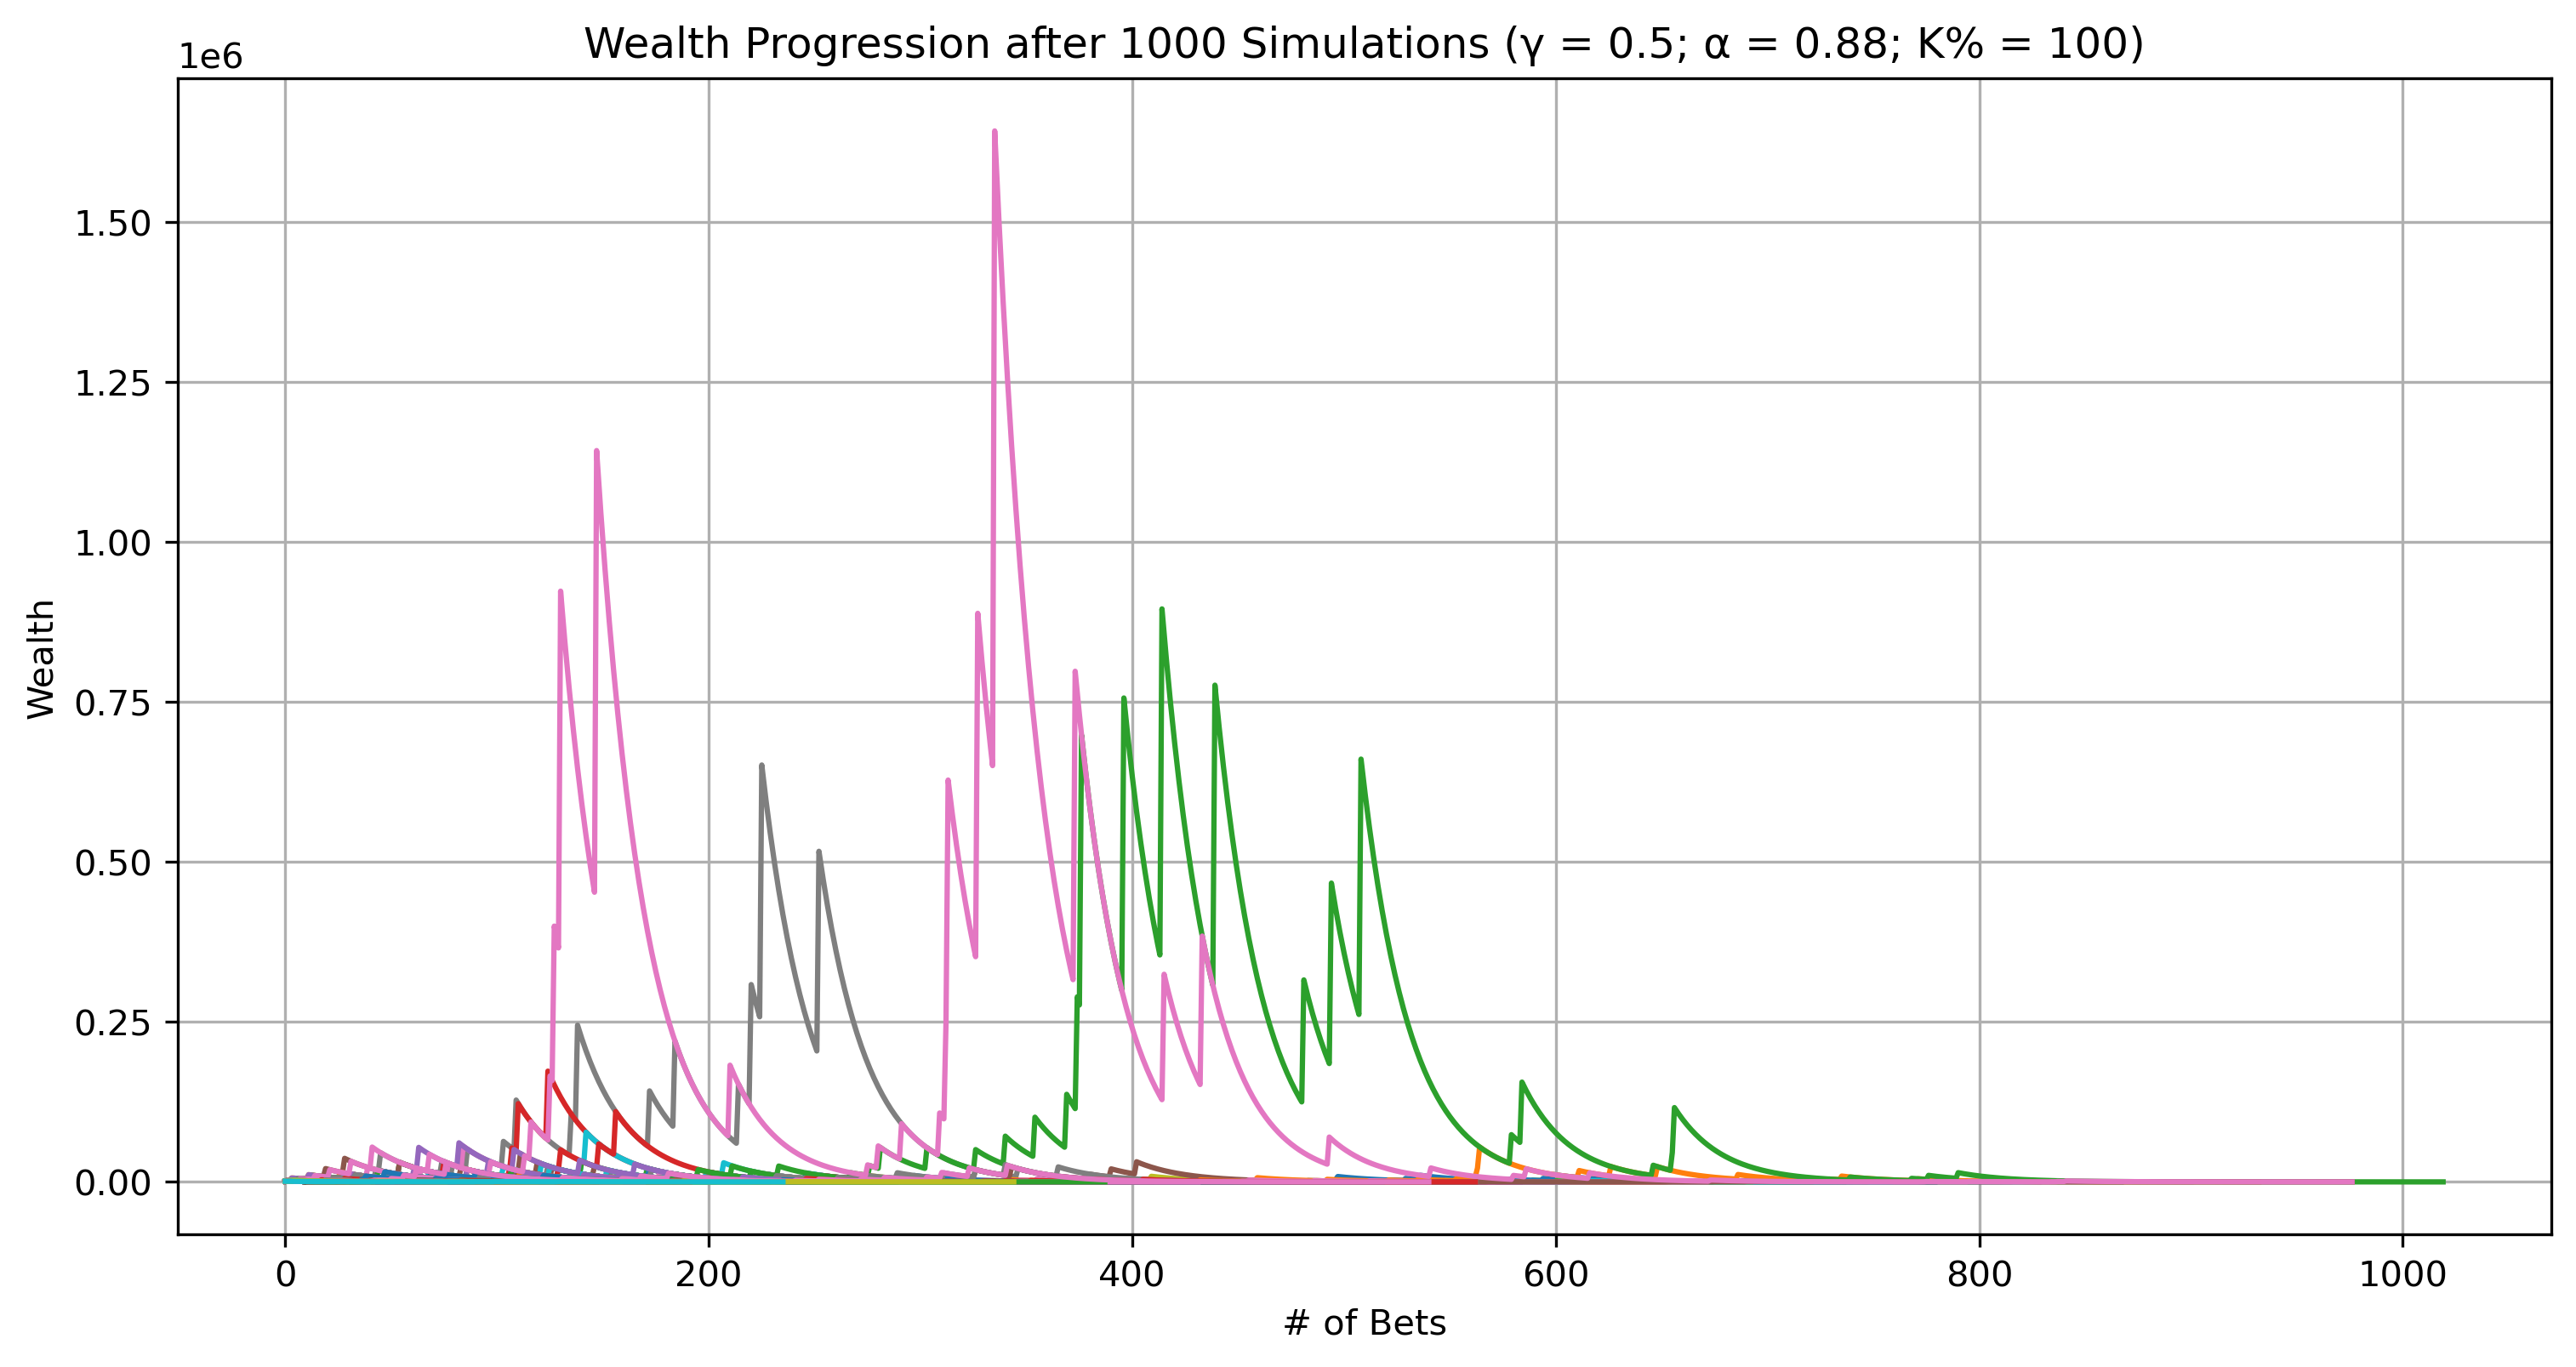 Wealth Progression after 1000 Simulations (γ = 0.5; α = 0.88; K% = 100)
1e6
1.50
1.25
1.00
0.75
0.50
0.25
0.00
Wealth
0 200 400 600 800 1000
# of Bets